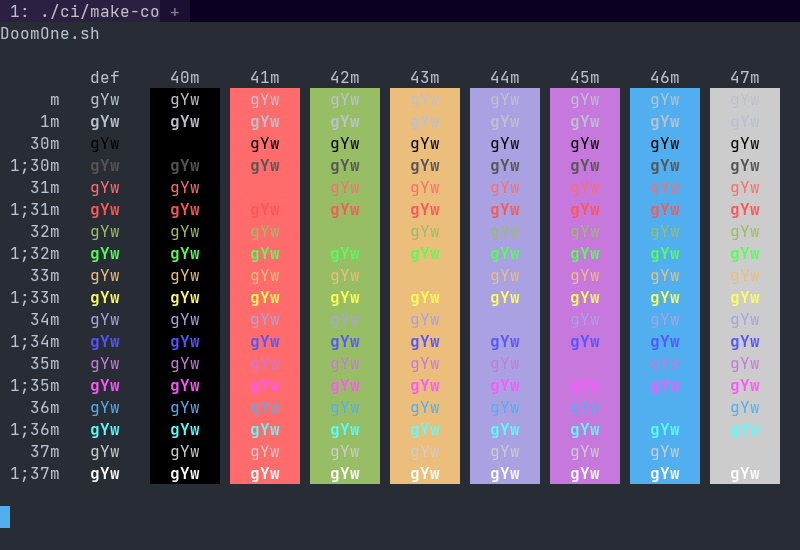 1: ./ci/make-co +
DoomOne.sh
def 40m 41m 42m 43m 44m 45m 46m 47m
m gYw gYw gYw gYw gYw gYw gYw gYw gYw
1m gYw gYw gYw gYw gYw gYw gYw gYw gYw
30m gYw gYw gYw gYw gYw gYw gYw gYw
1;30m gYw gYw gYw gYw gYw gYw gYw gYw gYw
31m gYw gYw gYw gYw gYw gYw gYw gYw
1;31m gYw gYw gYw gYw gYw gYw gYw gYw gYw
32m gYw gYw gYw gYw gYw gYw gYw gYw
1;32m gYw gYw gYw gYw gYw gYw gYw gYw gYw
33m gYw gYw gYw gYw gYw gYw gYw gYw
1;33m gYw gYw gYw gYw gYw gYw gYw gYw gYw
34m gYw gYw gYw gYw gYw gYw gYw gYw
1;34m gYw gYw gYw gYw gYw gYw gYw gYw gYw
35m gYw gYw gYw gYw gYw gYw gYw gYw
1;35m gYw gYw gYw gYw gYw gYw gYw gYw gYw
36m gYw gYw gYw gYw gYw gYw gYw gYw
1;36m gYw gYw gYw gYw gYw gYw gYw gYw gYw
37m gYw gYw gYw gYw gYw gYw gYw gYw
1;37m gYw gYw gYw gYw gYw gYw gYw gYw gYw